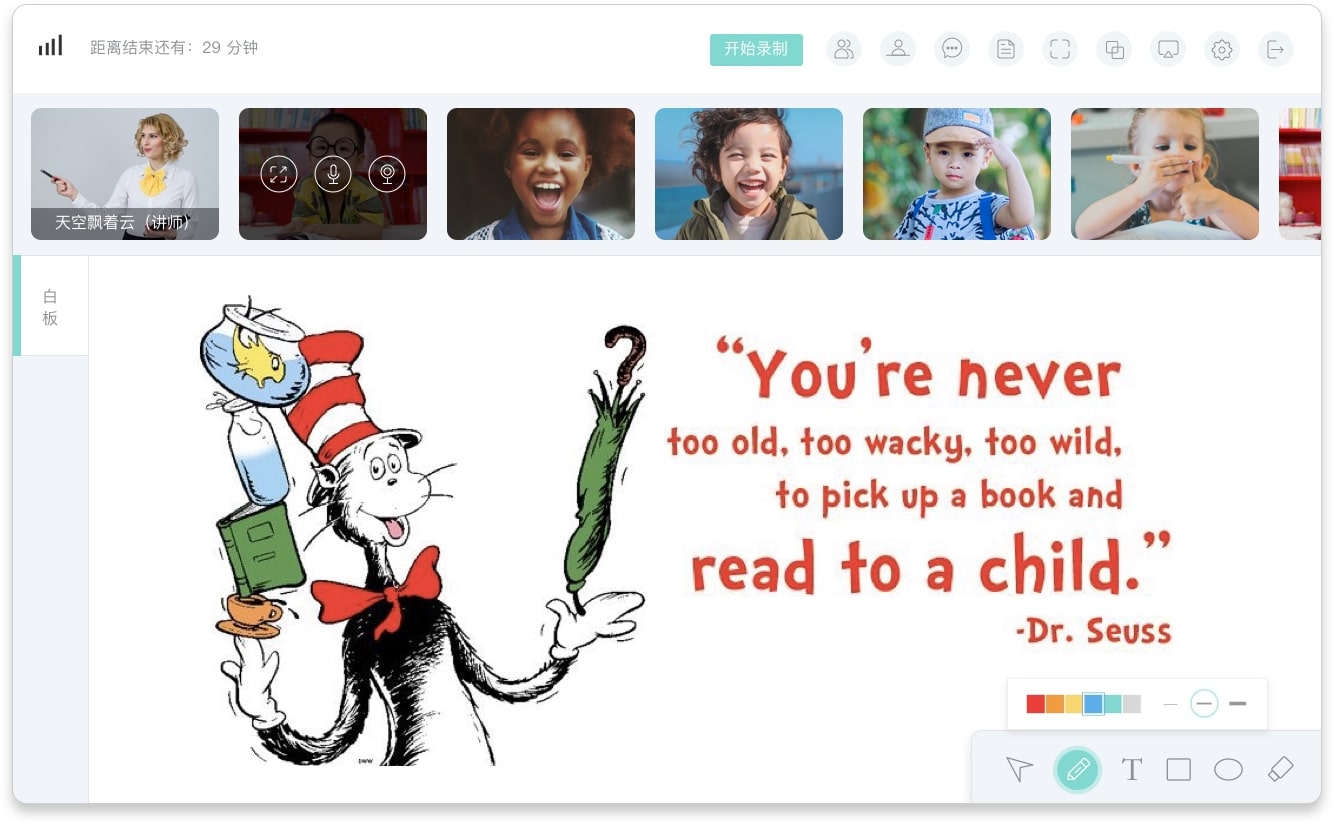 距离结束还有：29 分钟
开始录制
天空飘着云（讲师）
白
板
“You’re never
too old, too wacky, too wild,
to pick up a book and
read to a child.”
-Dr. Seuss
T